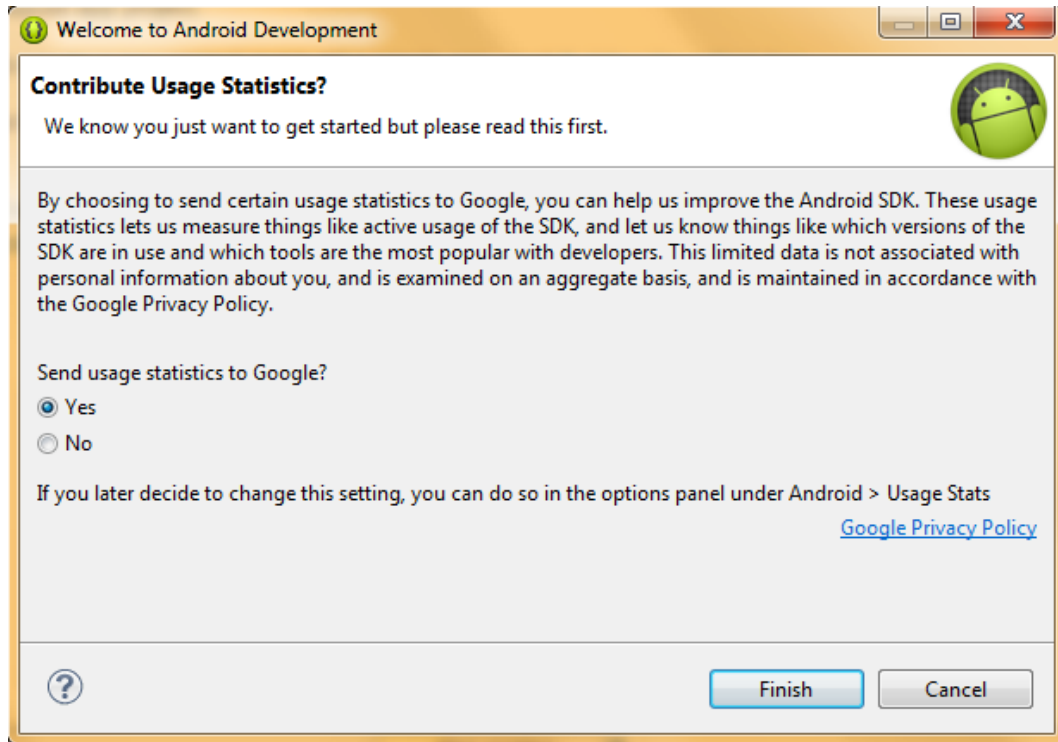 Welcome to Android Development
Contribute Usage Statistics?
We know you just want to get started but please read this first.
By choosing to send certain usage statistics to Google, you can help us improve the Android SDK. These usage
statistics lets us measure things like active usage of the SDK, and let us know things like which versions of the
SDK are in use and which tools are the most popular with developers. This limited data is not associated with
personal information about you, and is examined on an aggregate basis, and is maintained in accordance with
the Google Privacy Policy.
Send usage statistics to Google?
Yes
No
If you later decide to change this setting, you can do so in the options panel under Android > Usage Stats
Google Privacy Policy
Finish
Cancel